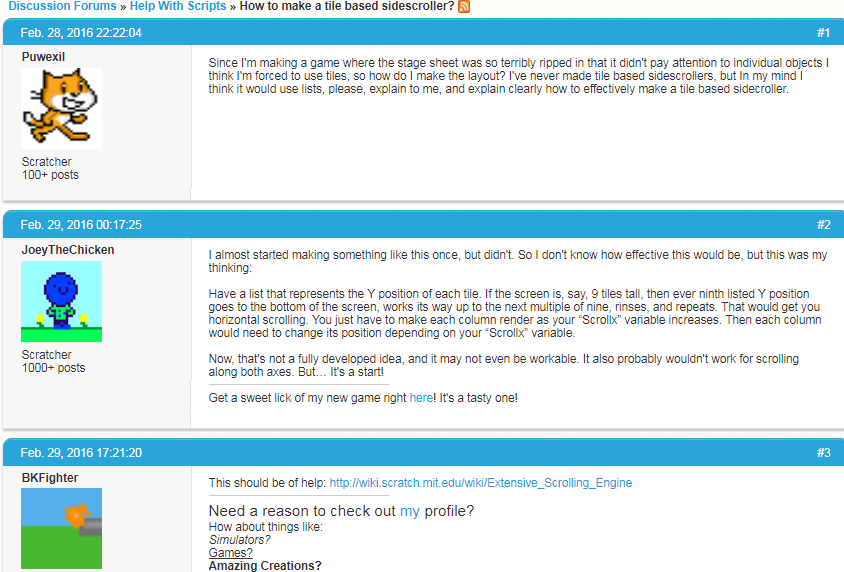 Discussion Forums » Help With Scripts » How to make a tile based sidescroller?
Feb. 28, 2016 22:22:04 #1
Puwexil
Scratcher
100+ posts
Since I'm making a game where the stage sheet was so terribly ripped in that it didn't pay attention to individual objects I
think I'm forced to use tiles, so how do I make the layout? I've never made tile based sidescrollers, but In my mind I
think it would use lists, please, explain to me, and explain clearly how to effectively make a tile based sidecroller.
Feb. 29, 2016 00:17:25 #2
JoeyTheChicken
Scratcher
1000+ posts
I almost started making something like this once, but didn't. So I don't know how effective this would be, but this was my
thinking:
Have a list that represents the Y position of each tile. If the screen is, say, 9 tiles tall, then ever ninth listed Y position
goes to the bottom of the screen, works its way up to the next multiple of nine, rinses, and repeats. That would get you
horizontal scrolling. You just have to make each column render as your “Scrollx” variable increases. Then each column
would need to change its position depending on your “Scrollx” variable.
Now, that's not a fully developed idea, and it may not even be workable. It also probably wouldn't work for scrolling
along both axes. But… It's a start!
Get a sweet lick of my new game right here! It's a tasty one!
Feb. 29, 2016 17:21:20 #3
BKFighter
This should be of help: http://wiki.scratch.mit.edu/wiki/Extensive_Scrolling_Engine
Need a reason to check out my profile?
How about things like:
Simulators?
Games?
Amazing Creations?